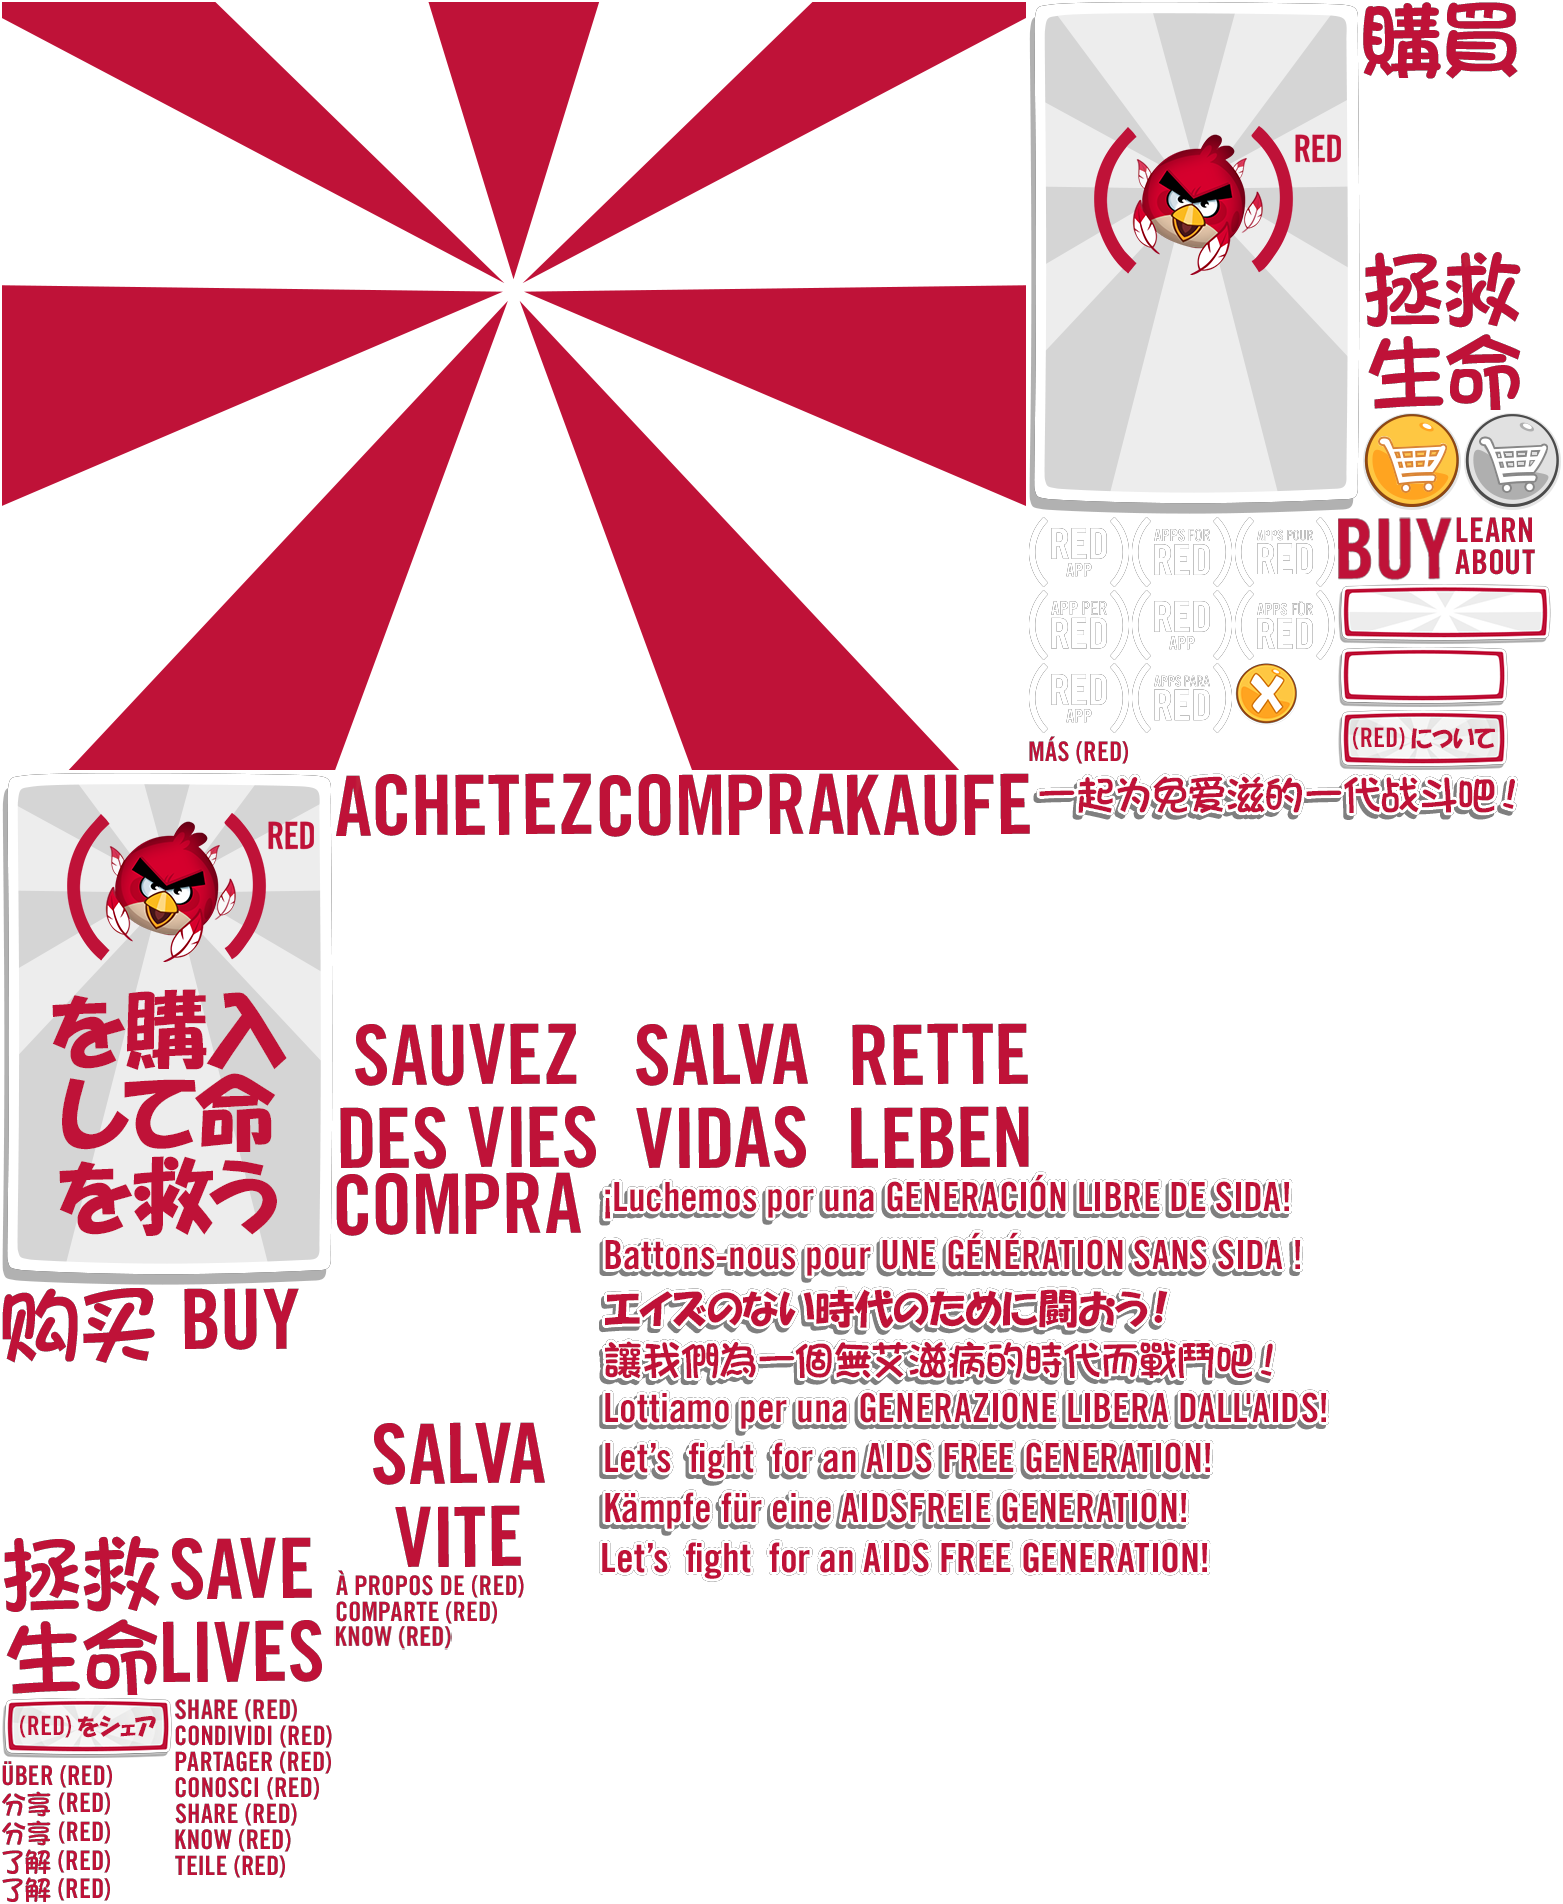 RED
購買
拯救
生命
RED
APP
APPS FOR
RED
APPS POUR
RED
BUY
LEARN
ABOUT
APP PER
RED
RED
APP
APPS FÜR
RED
RED
APP
APPS PARA
RED
(RED)について
MÁS (RED)
一起为免爱滋的一代战斗吧！
RED
を購入
して命
を救う
ACHETEZ
COMPRA
KAUFE
SAUVEZ
DES VIES
SALVA
VIDAS
RETTE
LEBEN
COMPRA
¡Luchemos por una GENERACIÓN LIBRE DE SIDA!
Battons-nous pour UNE GÉNÉRATION SANS SIDA !
エイズのない時代のために闘おう！
讓我們為一個無艾滋病的時代而戰鬥吧！
Lottiamo per una GENERAZIONE LIBERA DALL'AIDS!
Let’s fight for an AIDS FREE GENERATION!
Kämpfe für eine AIDSFREIE GENERATION!
Let’s fight for an AIDS FREE GENERATION!
购买
BUY
SALVA
VITE
拯救
生命
SAVE
LIVES
À PROPOS DE (RED)
COMPARTE (RED)
KNOW (RED)
(RED)をシェア
SHARE (RED)
CONDIVIDI (RED)
PARTAGER (RED)
CONOSCI (RED)
SHARE (RED)
KNOW (RED)
TEILE (RED)
ÜBER (RED)
分享 (RED)
分享 (RED)
了解 (RED)
了解 (RED)